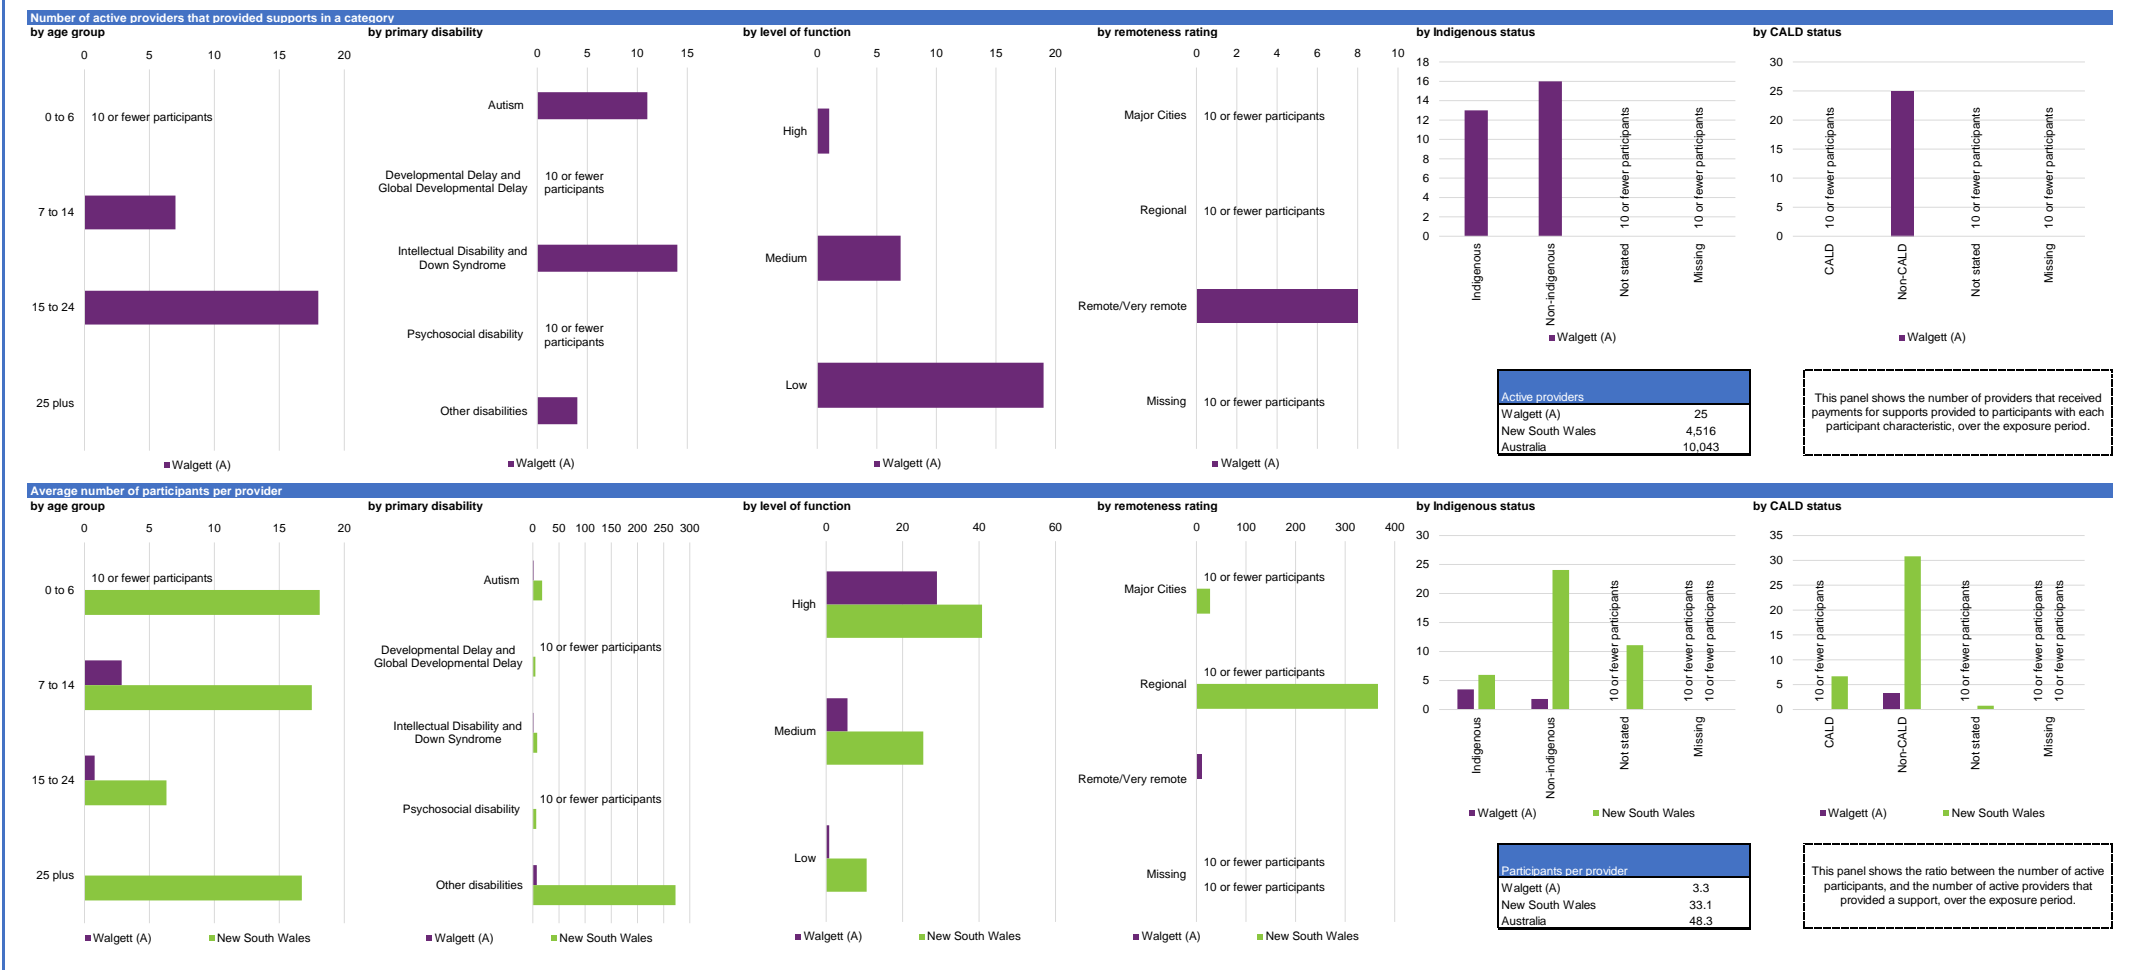 Number of active providers that provided supports in a category
by age group
0 5 10 15 20
0 to 6
10 or fewer participants
7 to 14
15 to 24
25 plus
Walgett (A)
by primary disability
0 5 10 15
Autism
Developmental Delay and
Global Developmental Delay
10 or fewer
participants
Intellectual Disability and
Down Syndrome
Psychosocial disability
10 or fewer
participants
Other disabilities
Walgett (A)
by level of function
0 5 10 15 20
High
Medium
Low
Walgett (A)
by remoteness rating
0 2 4 6 8 10
Major Cities
10 or fewer participants
Regional
10 or fewer participants
Remote/Very remote
Missing
10 or fewer participants
Walgett (A)
by Indigenous status
18
16
14
12
10
8
6
4
2
0
10 or fewer participants
10 or fewer participants
Indigenous
Non-indigenous
Not stated
Missing
Walgett (A)
by CALD status
30
25
20
15
10
5
0
10 or fewer participants
10 or fewer participants
10 or fewer participants
CALD
Non-CALD
Not stated
Missing
Walgett (A)
Active providers
Walgett (A) 25
New South Wales 4,516
Australia 10,043
This panel shows the number of providers that received
payments for supports provided to participants with each
participant characteristic, over the exposure period.
Average number of participants per provider
by age group
0 5 10 15 20
0 to 6
10 or fewer participants
7 to 14
15 to 24
25 plus
Walgett (A) New South Wales
by primary disability
0 50 100 150 200 250 300
Autism
Developmental Delay and
Global Developmental Delay
10 or fewer participants
Intellectual Disability and
Down Syndrome
Psychosocial disability
10 or fewer participants
Other disabilities
Walgett (A) New South Wales
by level of function
0 20 40 60
High
Medium
Low
Walgett (A) New South Wales
by remoteness rating
0 100 200 300 400
Major Cities
10 or fewer participants
Regional
10 or fewer participants
Remote/Very remote
Missing
10 or fewer participants
10 or fewer participants
Walgett (A) New South Wales
by Indigenous status
30
25
20
15
10
5
0
10 or fewer participants
10 or fewer participants
10 or fewer participants
Indigenous
Non-indigenous
Not stated
Missing
Walgett (A) New South Wales
by CALD status
35
30
25
20
15
10
5
0
10 or fewer participants
10 or fewer participants
10 or fewer participants
10 or fewer participants
CALD
Non-CALD
Not stated
Missing
Walgett (A) New South Wales
Participants per provider
Walgett (A) 3.3
New South Wales 33.1
Australia 48.3
This panel shows the ratio between the number of active
participants, and the number of active providers that
provided a support, over the exposure period.